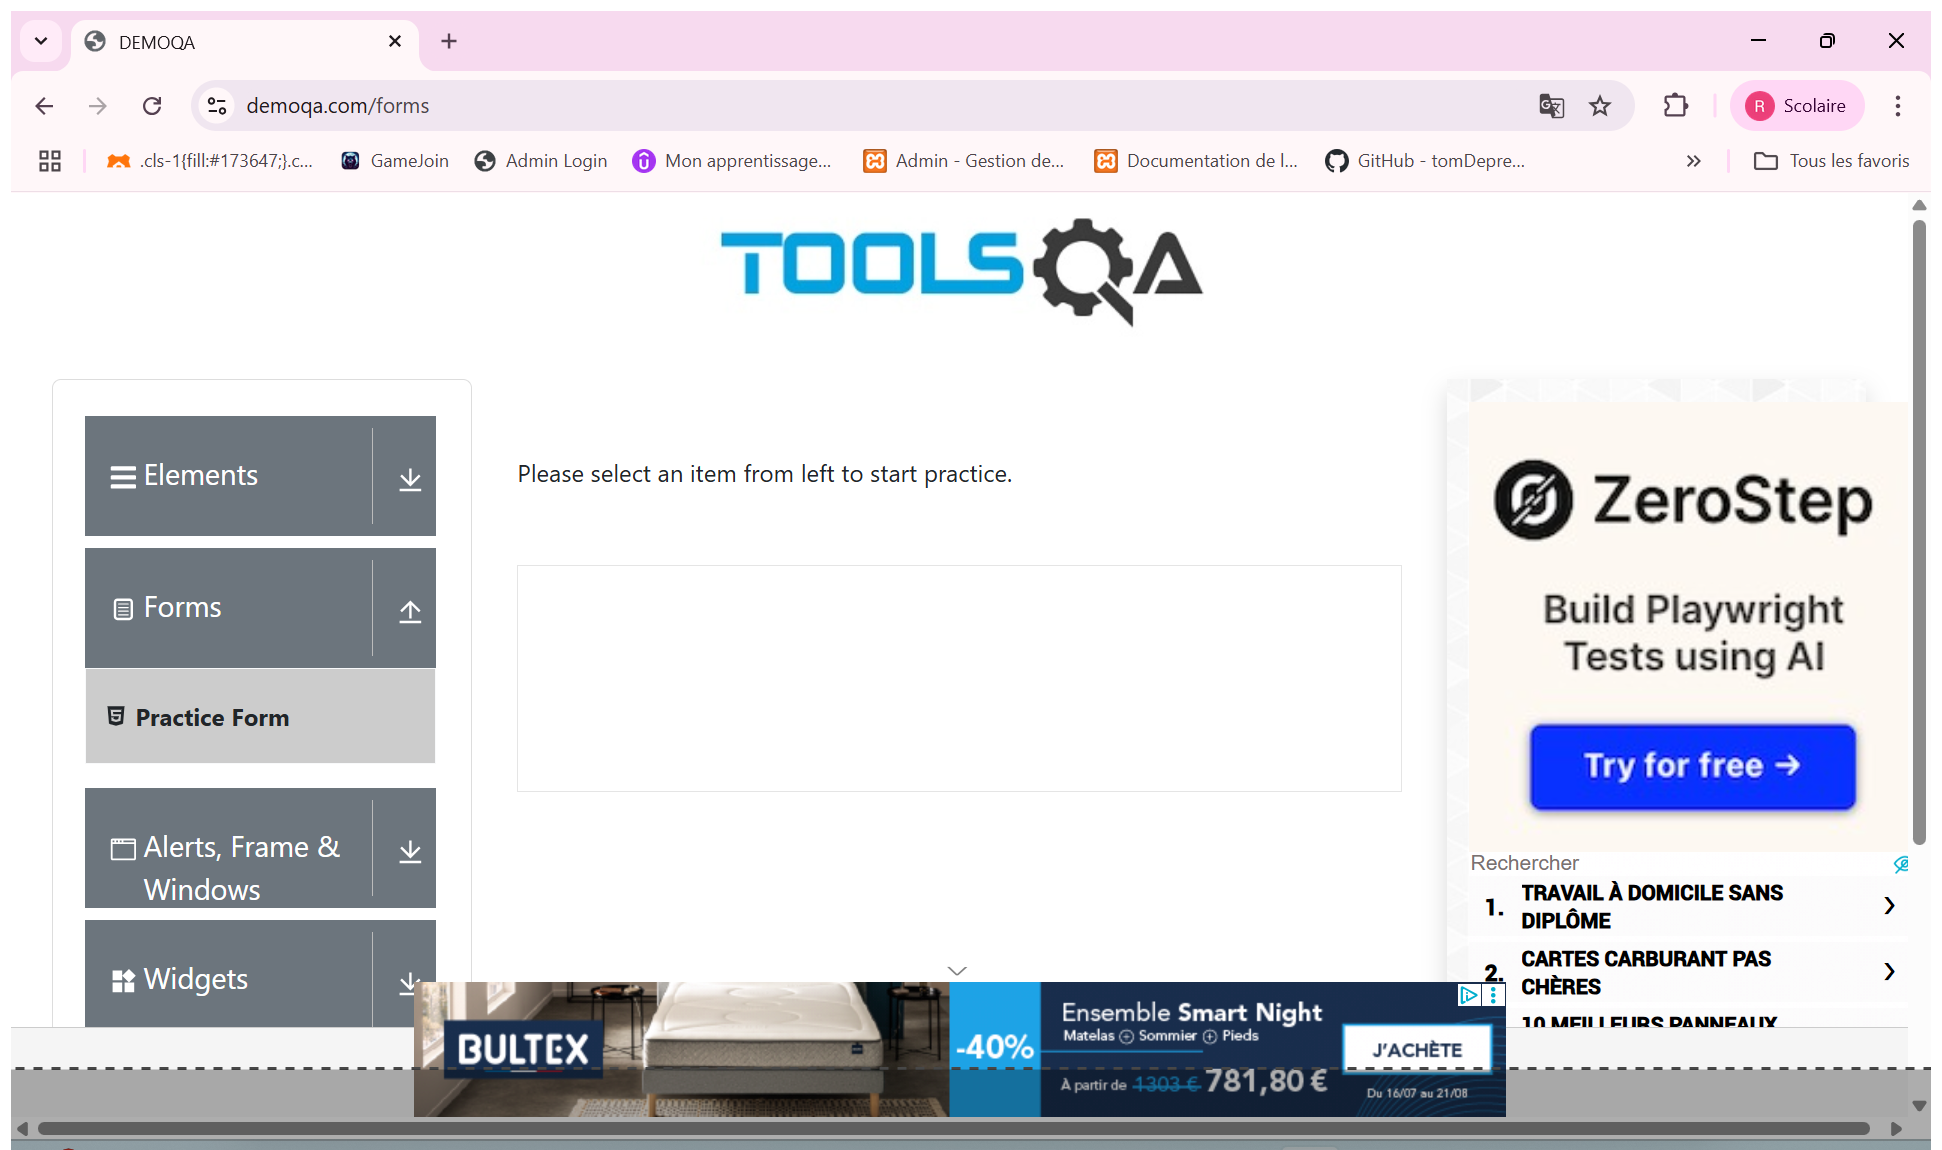 DEMOQA
demoqa.com/forms
R Scolaire
.cls-1{fill:#173647;}.c...
GameJoin
Admin Login
Mon apprentissage...
Admin - Gestion de...
Documentation de l...
GitHub - tomDepre...
Tous les favoris
TOOLSQA
Elements
Forms
Practice Form
Alerts, Frame &
Windows
Widgets
Please select an item from left to start practice.
ZeroStep
Build Playwright
Tests using AI
Try for free →
Rechercher
1. TRAVAIL À DOMICILE SANS
DIPLÔME
2. CARTES CARBURANT PAS
CHÈRES
10 MEILLEURS PANNEAUX
BULTEX
-40%
Ensemble Smart Night
Matelas + Sommier + Pieds
À partir de 1303 € 781,80 €
J'ACHÈTE
Du 16/07 au 21/08